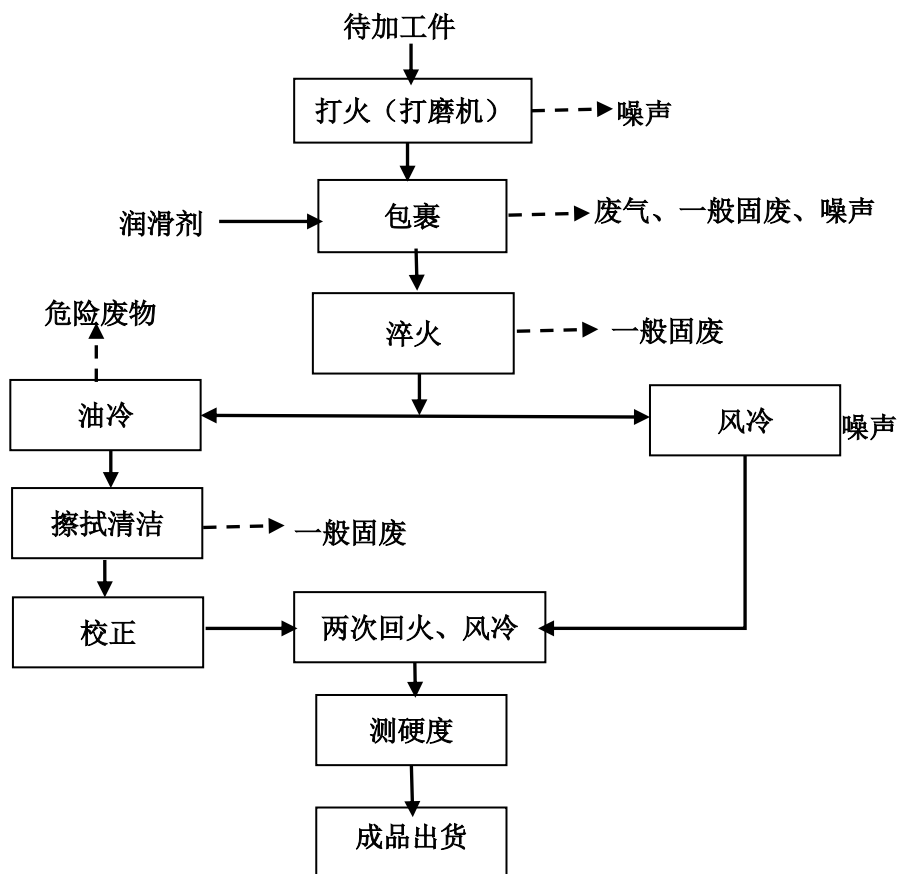 待加工件
打火（打磨机）
噪声
包裹
润滑剂
废气、一般固废、噪声
淬火
一般固废
危险废物
油冷
风冷
噪声
擦拭清洁
一般固废
校正
两次回火、风冷
测硬度
成品出货